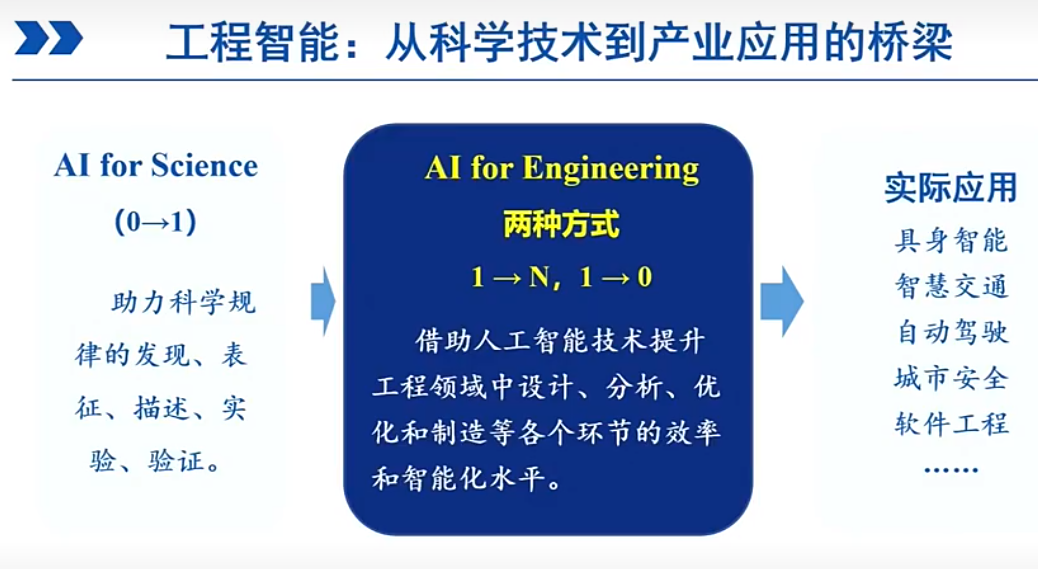 工程智能：从科学技术到产业应用的桥梁
AI for Science
（0→1）
助力科学规
律的发现、表
征、描述、实
验、验证。
AI for Engineering
两种方式
1 → N，1 → 0
借助人工智能技术提升
工程领域中设计、分析、优
化和制造等各个环节的效率
和智能化水平。
实际应用
具身智能
智慧交通
自动驾驶
城市安全
软件工程
……